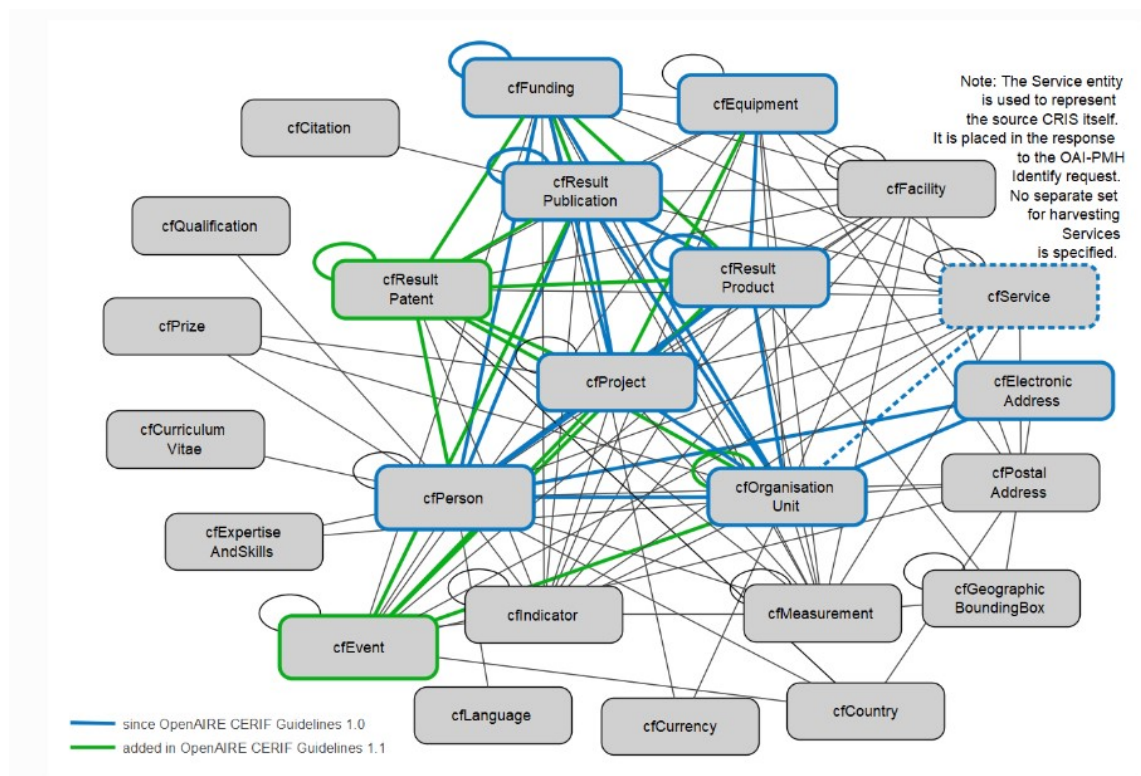 cfFunding
cfEquipment
Note: The Service entity
is used to represent
the source CRIS itself.
It is placed in the response
to the OAI-PMH
Identify request.
No separate set
for harvesting
Services
is specified.
cfCitation
cfResult
Publication
cfFacility
cfQualification
cfResult
Patent
cfResult
Product
cfService
cfPrize
cfProject
cfElectronic
Address
cfCurriculum
Vitae
cfPerson
cfOrganisation
Unit
cfPostal
Address
cfExpertise
AndSkills
cfIndicator
cfMeasurement
cfGeographic
BoundingBox
cfEvent
cfLanguage
cfCurrency
cfCountry
since OpenAIRE CERIF Guidelines 1.0
added in OpenAIRE CERIF Guidelines 1.1